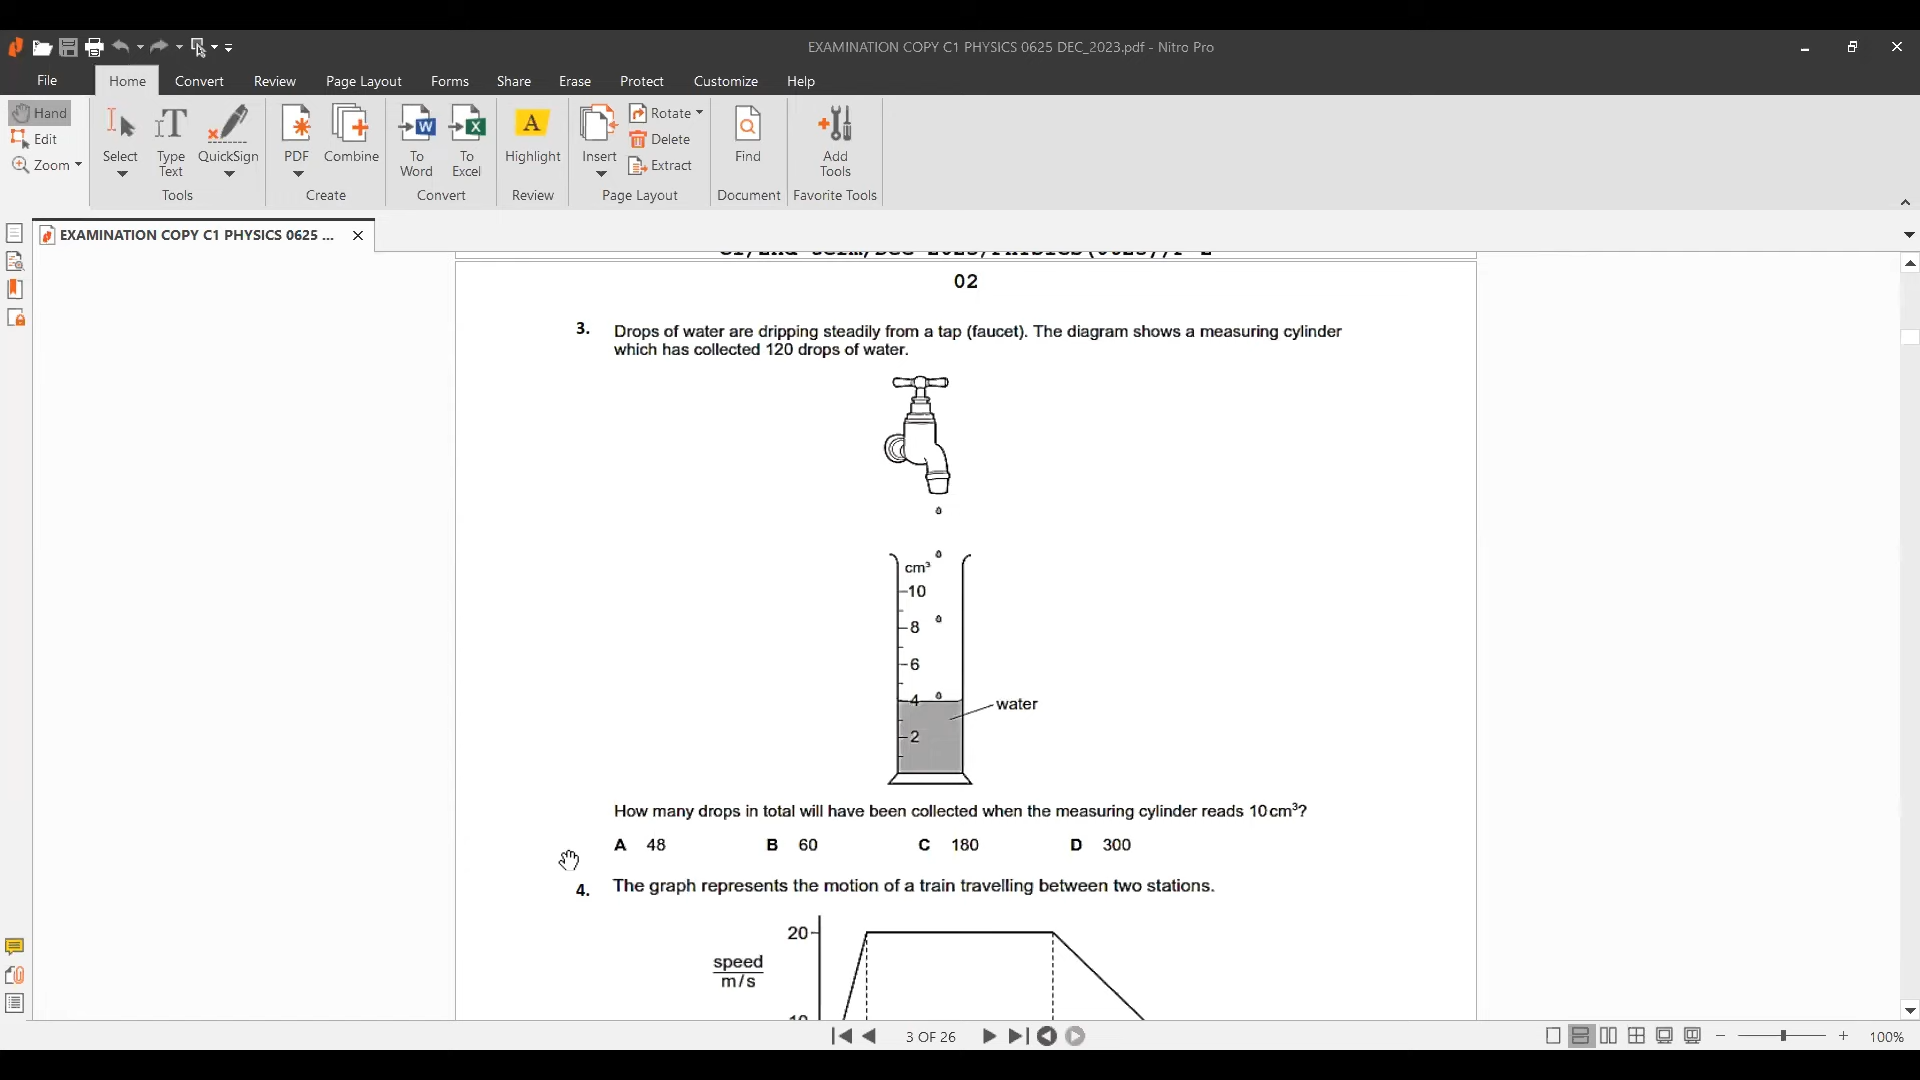 EXAMINATION COPY C1 PHYSICS 0625 DEC_2023.pdf - Nitro Pro
File Home Convert Review Page Layout Forms Share Erase Protect Customize Help
Hand
Edit
Zoom
Select
Type Text
QuickSign
Tools
PDF
Combine
Create
To Word
To Excel
Convert
Highlight
Review
Insert
Rotate
Delete
Extract
Page Layout
Find
Document
Add Tools
Favorite Tools
EXAMINATION COPY C1 PHYSICS 0625 ...
02
3. Drops of water are dripping steadily from a tap (faucet). The diagram shows a measuring cylinder
which has collected 120 drops of water.
cm³
10
8
6
4
water
2
How many drops in total will have been collected when the measuring cylinder reads 10 cm³?
A 48 B 60 C 180 D 300
4. The graph represents the motion of a train travelling between two stations.
20
speed
m/s
3 OF 26
100%